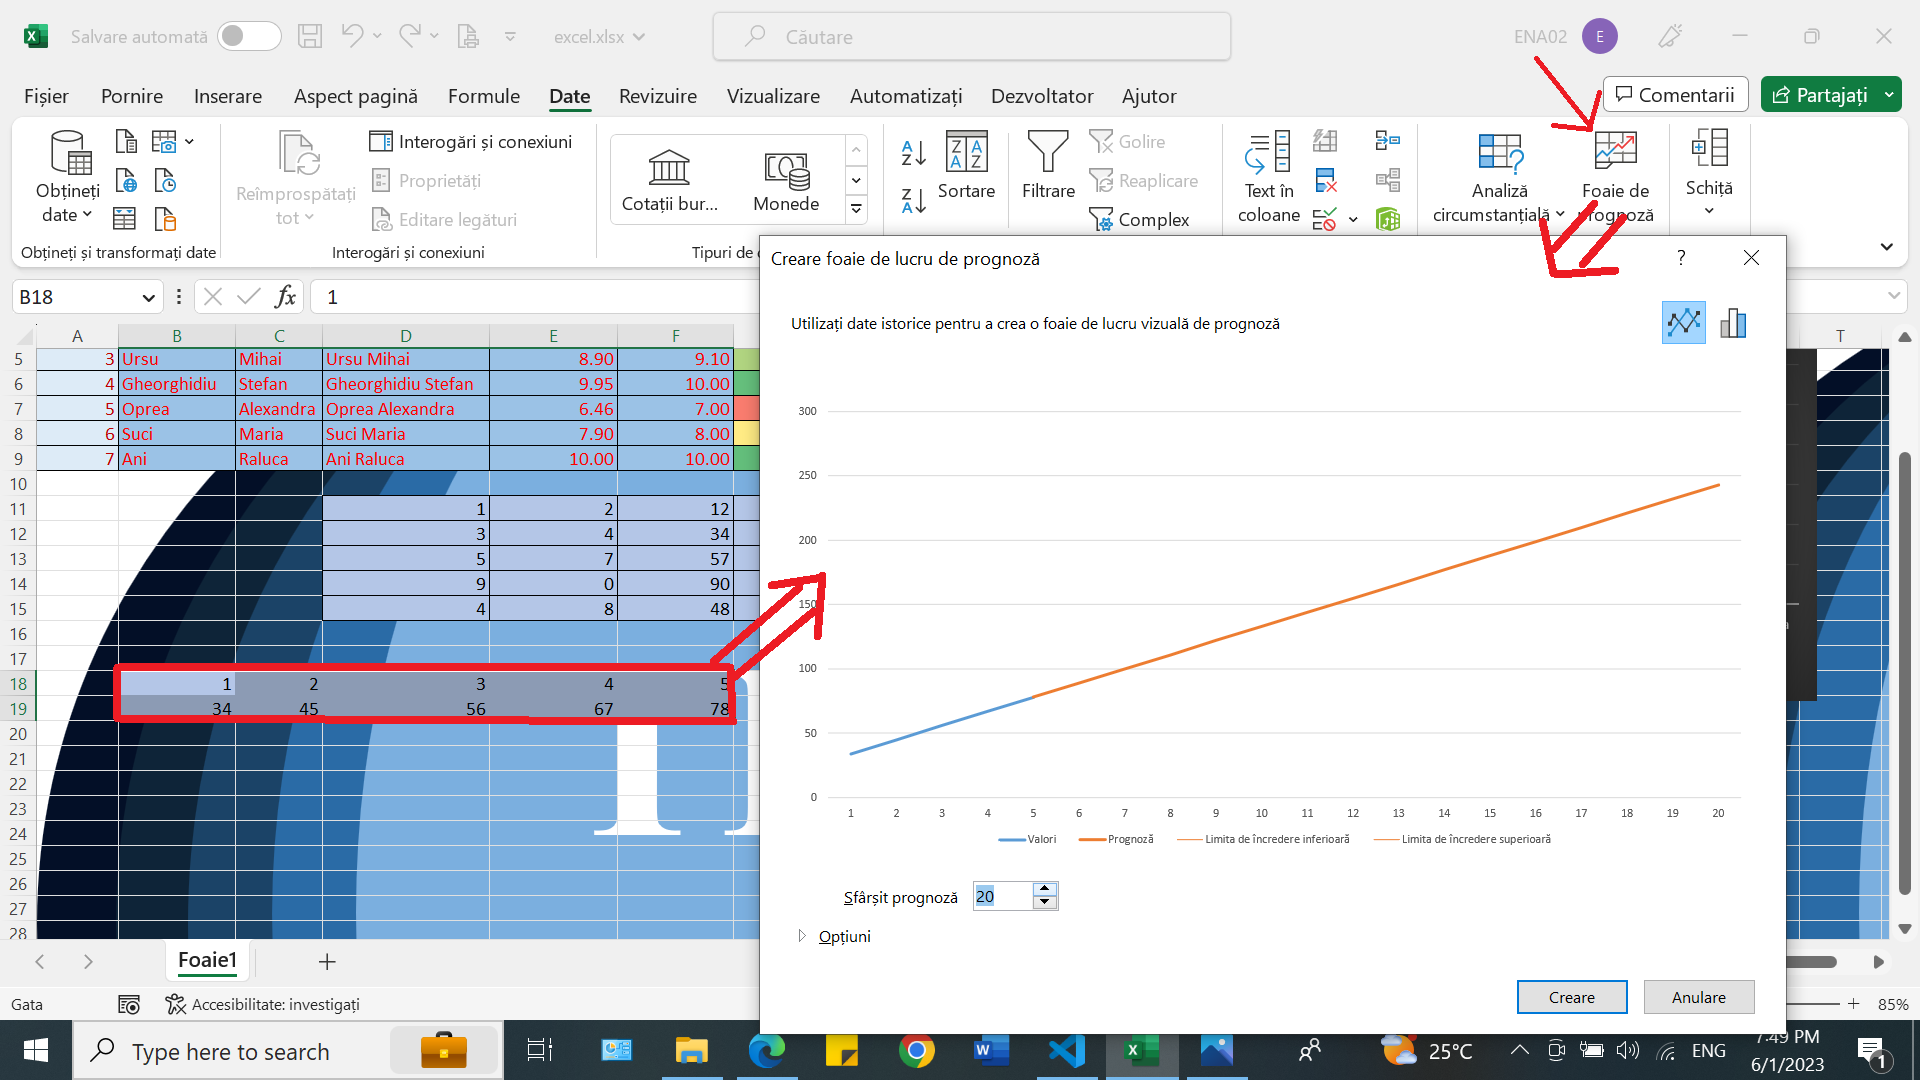 Salvare automată excel.xlsx Căutare ENA02 E
Fișier Pornire Inserare Aspect pagină Formule Date Revizuire Vizualizare Automatizați Dezvoltator Ajutor Comentarii Partajați
Obțineți date
Reîmprospătați tot
Interogări și conexiuni
Proprietăți
Editare legături
Cotații bur...
Monede
Sortare
Filtrare
Golire
Reaplicare
Complex
Text în coloane
Analiză circumstanțială
Foaie de prognoză
Schiță
Obțineți și transformați date
Interogări și conexiuni
Tipuri de
B18
fx
1
A B C D E F T
5 3 Ursu Mihai Ursu Mihai 8.90 9.10
6 4 Gheorghidiu Stefan Gheorghidiu Stefan 9.95 10.00
7 5 Oprea Alexandra Oprea Alexandra 6.46 7.00
8 6 Suci Maria Suci Maria 7.90 8.00
9 7 Ani Raluca Ani Raluca 10.00 10.00
10
11 1 2 12
12 3 4 34
13 5 7 57
14 9 0 90
15 4 8 48
16
17
18 1 2 3 4 5
19 34 45 56 67 78
20
21
22
23
24
25
26
27
28
Creare foaie de lucru de prognoză ?
Utilizați date istorice pentru a crea o foaie de lucru vizuală de prognoză
300
250
200
150
100
50
0
1 2 3 4 5 6 7 8 9 10 11 12 13 14 15 16 17 18 19 20
Valori Prognoză Limita de încredere inferioară Limita de încredere superioară
Sfârșit prognoză 20
Opțiuni
Creare Anulare
Foaie1
Gata Accesibilitate: investigați 85%
Type here to search
25°C
ENG
7:49 PM
6/1/2023
1